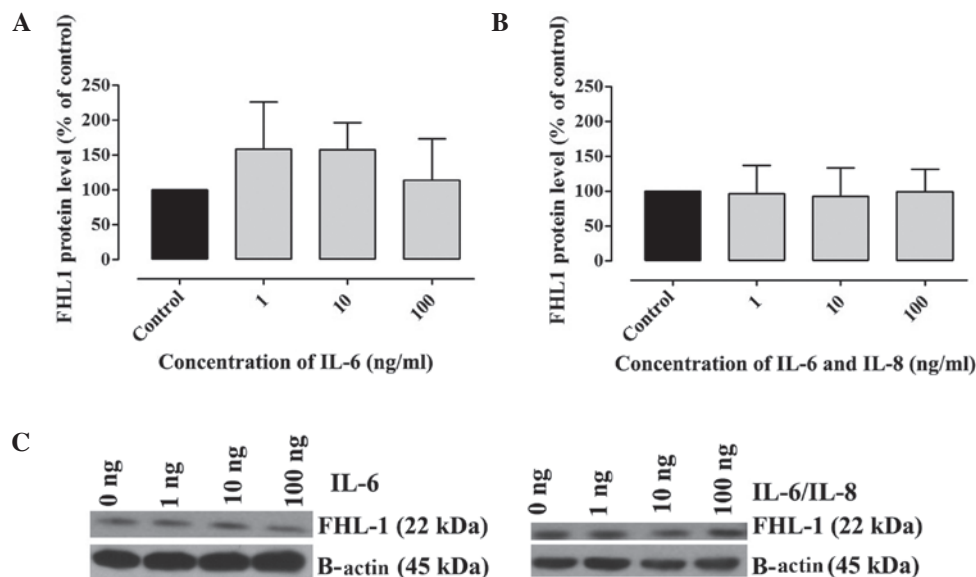 A
FHL1 protein level (% of control)
250
200
150
100
50
0
Control
1
10
100
Concentration of IL-6 (ng/ml)
B
FHL1 protein level (% of control)
250
200
150
100
50
0
Control
1
10
100
Concentration of IL-6 and IL-8 (ng/ml)
C
0 ng
1 ng
10 ng
100 ng
IL-6
FHL-1 (22 kDa)
B-actin (45 kDa)
0 ng
1 ng
10 ng
100 ng
IL-6/IL-8
FHL-1 (22 kDa)
B-actin (45 kDa)